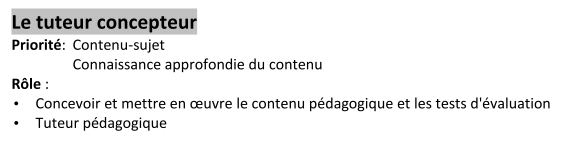 Le tuteur concepteur
Priorité: Contenu-sujet
Connaissance approfondie du contenu
Rôle :
• Concevoir et mettre en œuvre le contenu pédagogique et les tests d'évaluation
• Tuteur pédagogique